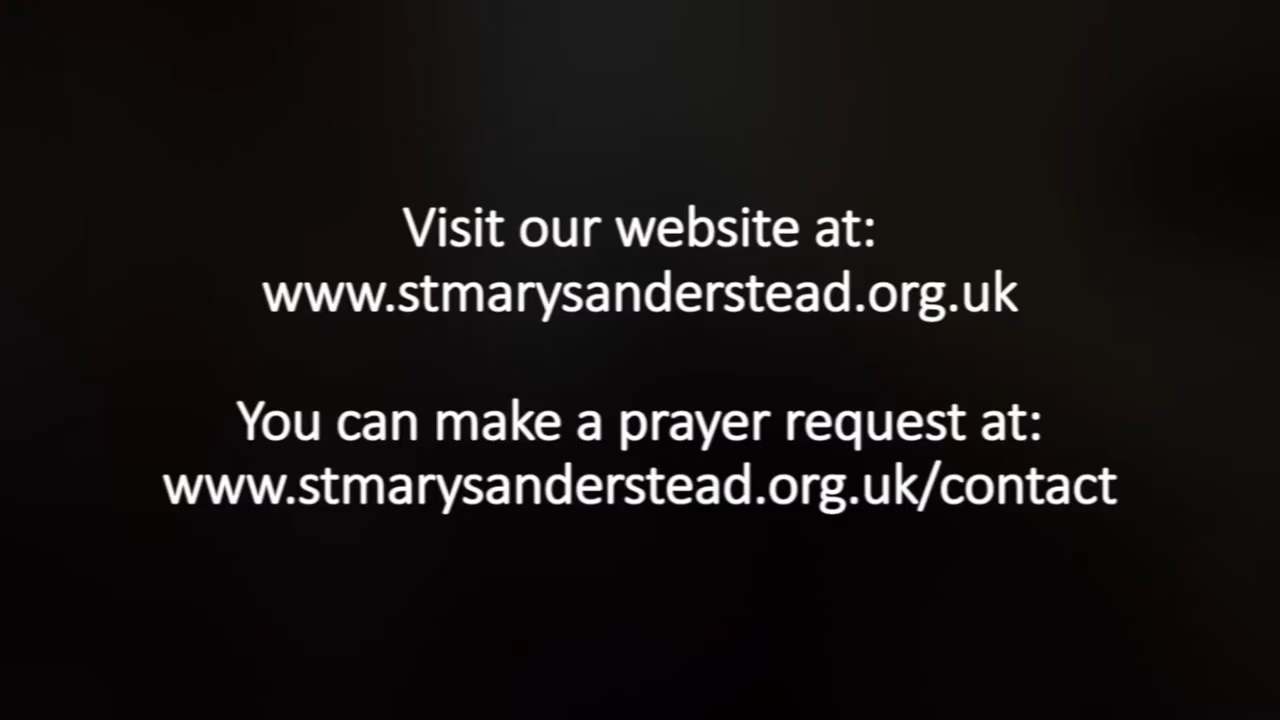 Visit our website at:
www.stmarysanderstead.org.uk
You can make a prayer request at:
www.stmarysanderstead.org.uk/contact